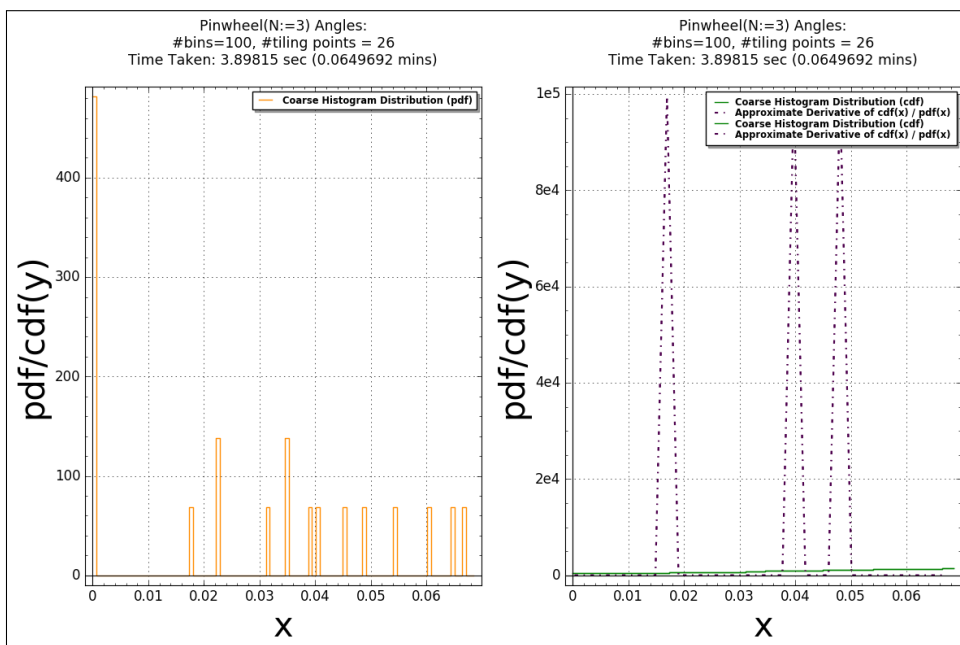 Pinwheel(N:=3) Angles:
#bins=100, #tiling points = 26
Time Taken: 3.89815 sec (0.0649692 mins)
Coarse Histogram Distribution (pdf)
400
300
200
100
0
pdf/cdf(y)
0 0.01 0.02 0.03 0.04 0.05 0.06
x
Pinwheel(N:=3) Angles:
#bins=100, #tiling points = 26
Time Taken: 3.89815 sec (0.0649692 mins)
Coarse Histogram Distribution (cdf)
Approximate Derivative of cdf(x) / pdf(x)
Coarse Histogram Distribution (cdf)
Approximate Derivative of cdf(x) / pdf(x)
1e5
8e4
6e4
4e4
2e4
0
pdf/cdf(y)
0 0.01 0.02 0.03 0.04 0.05 0.06
x